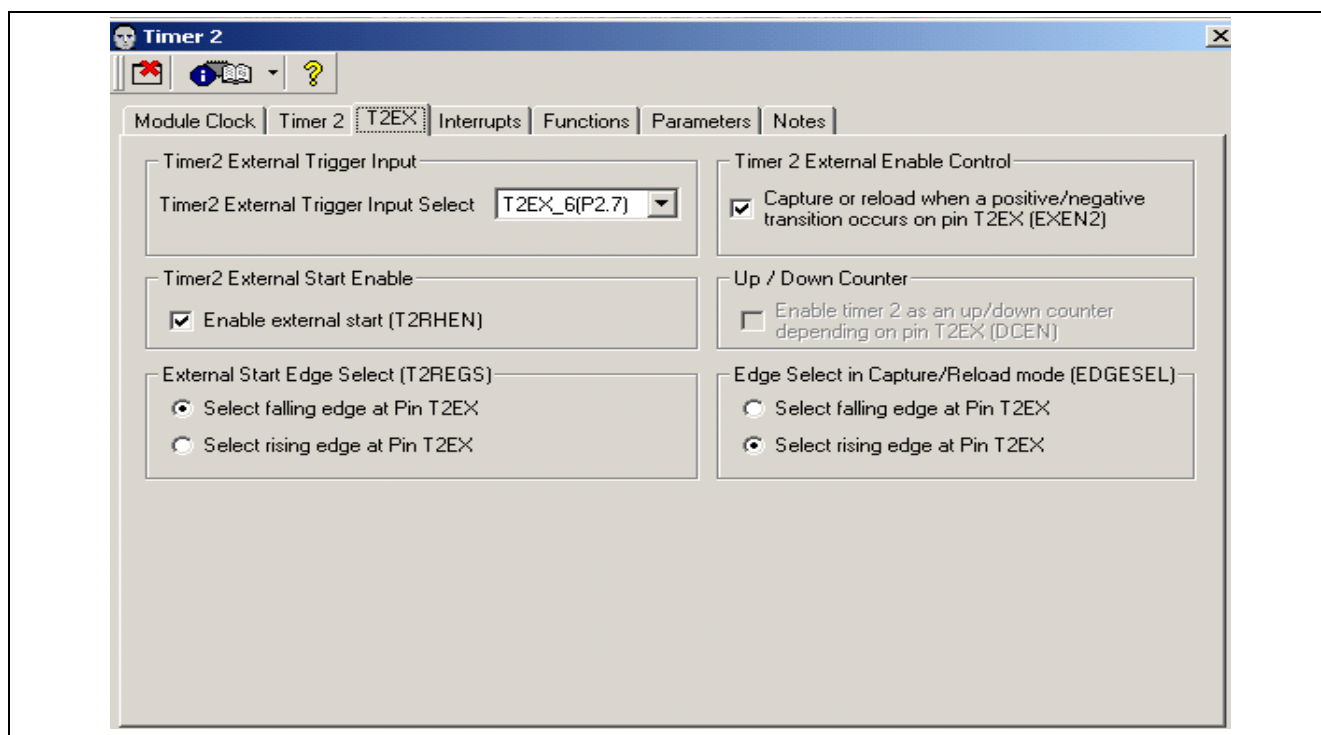 Timer 2
Module Clock
Timer 2
T2EX
Interrupts
Functions
Parameters
Notes
Timer2 External Trigger Input
Timer2 External Trigger Input Select
T2EX_6(P2.7)
Timer 2 External Enable Control
Capture or reload when a positive/negative
transition occurs on pin T2EX (EXEN2)
Timer2 External Start Enable
Enable external start (T2RHEN)
Up / Down Counter
Enable timer 2 as an up/down counter
depending on pin T2EX (DCEN)
External Start Edge Select (T2REGS)
Select falling edge at Pin T2EX
Select rising edge at Pin T2EX
Edge Select in Capture/Reload mode (EDGESEL)
Select falling edge at Pin T2EX
Select rising edge at Pin T2EX